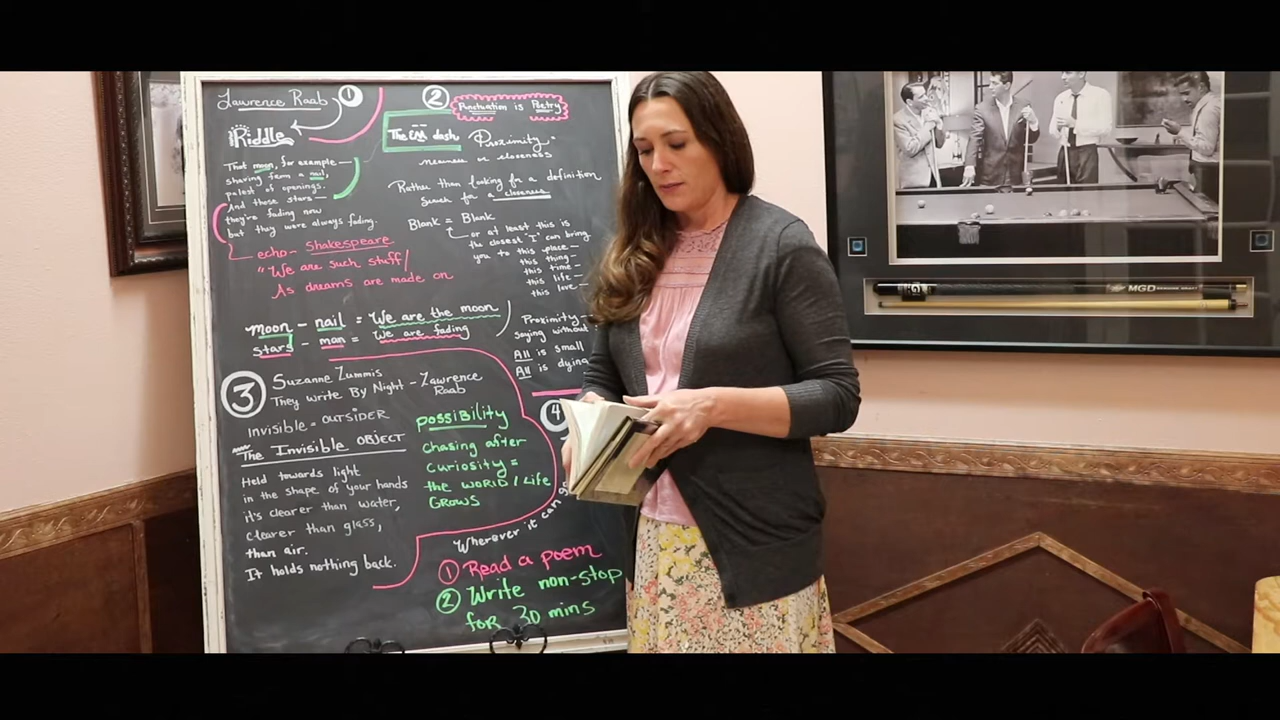 Lawrence Raab
1
Riddle
That moon, for example—
shaving from a nail,
palest of openings.
And those stars—
they're fading now
but they were always fading.
echo - Shakespeare
"We are such stuff/
As dreams are made on
moon - nail = We are the moon
stars - man = We are fading
2
Punctuation is Poetry
The EM dash
Proximity -
nearness or closeness
Rather than looking for a definition
search for a closeness
Blank = Blank
or at least this is
the closest "I" can bring
you to this place—
this thing—
this time—
this life—
this love—
Proximity—
saying without
All is small
All is dying
3
Suzanne Zummis
They write By Night - Lawrence
Raab
Invisible = OUTSIDER
The Invisible OBJECT
Held towards light
in the shape of your hands
it's clearer than water,
clearer than glass,
than air.
It holds nothing back.
possibility
chasing after
curiosity =
the WORLD / Life
GROWS
4
Wherever it can
1 Read a poem
2 Write non-stop
for 30 mins
MGD GENUINE DRAFT